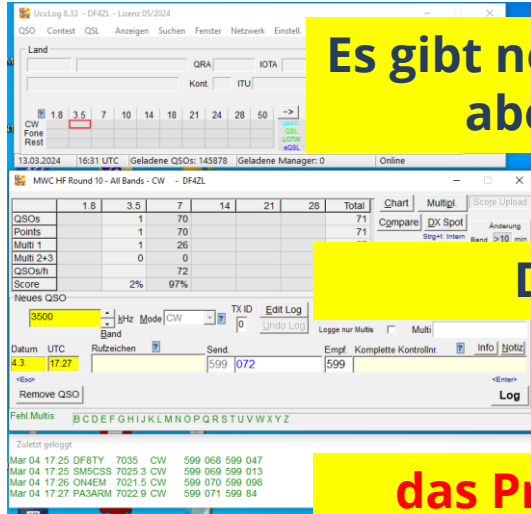 UcxLog 8.33 - DF4ZL - Lizenz 05/2024
QSO Contest QSL Anzeigen Suchen Fenster Netzwerk Einstell.
Es gibt
Land
QRA IOTA
Kont. ITU
1.8 3.5 7 10 14 18 21 24 28 50 -->
CW
Fone QSL
Rest LOTW
eQSL
13.03.2024 16:31 UTC Geladene QSOs: 145878 Geladene Manager: 0 Online
MWC HF Round 10 - All Bands - CW - DF4ZL
1.8 3.5 7 14 21 28 Total Chart Multipl. Score Upload
QSOs 1 70 71 Compare DX Spot Änderung
Points 1 70 71 Strg+I: Intern Band >10 min
Multi 1 1 26
Multi 2+3 0 0
QSOs/h 72
Score 2% 97%
Neues QSO
3500 kHz Mode CW ? TX ID 0 Edit Log Undo Log Logge nur Multis Multi
Band
Datum UTC Rufzeichen ? Send. Empf. Komplette Kontrollnr. ? Info Notiz
4.3. 17:27 599 072 599
<Esc> <Enter>
Remove QSO Log
Fehl.Multis B C D E F G H I J K L M N O P Q R S T U V W X Y Z
Zuletzt geloggt
Mar 04 17:25 DF8TY 7035 CW 599 068 599 047
Mar 04 17:25 SM5CSS 7025.3 CW 599 069 599 013
Mar 04 17:26 ON4EM 7021.5 CW 599 070 599 098
Mar 04 17:27 PA3ARM 7022.9 CW 599 071 599 84
das